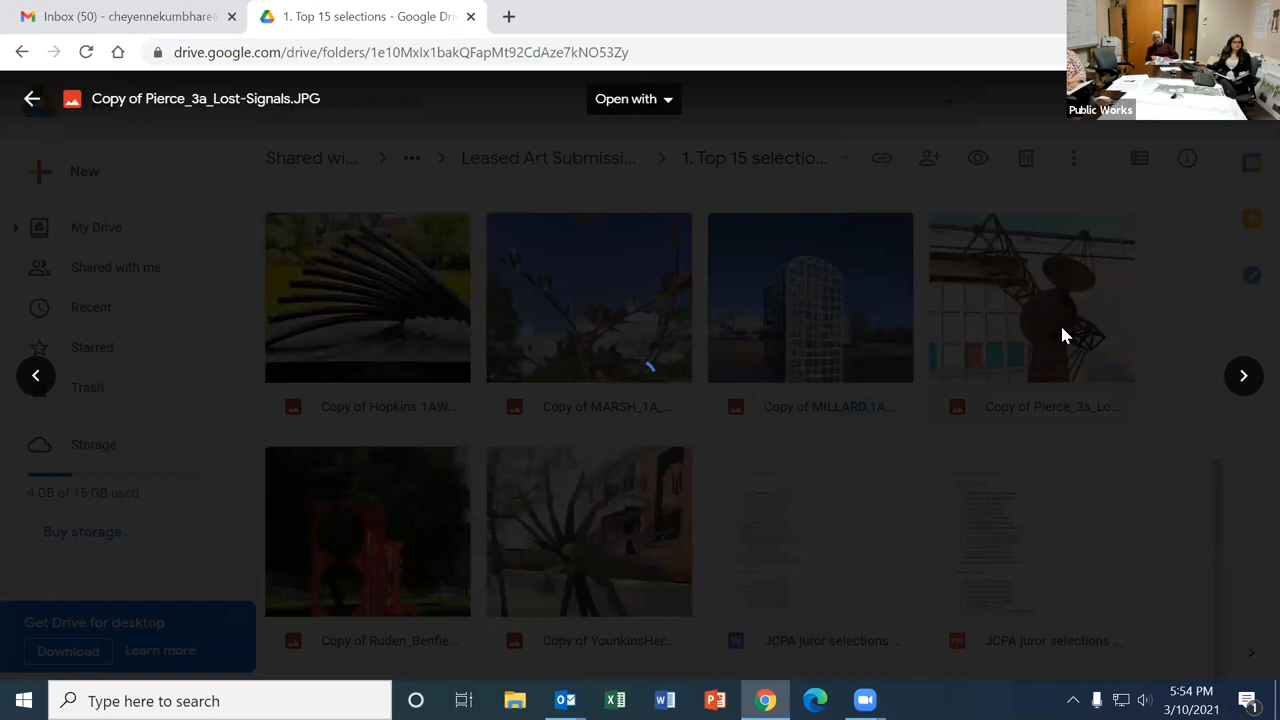 Inbox (50) - cheyennekumbhare@
1. Top 15 selections - Google Dri
drive.google.com/drive/folders/1e10MxIx1bakQFapMt92CdAze7kNO53Zy
Copy of Pierce_3a_Lost-Signals.JPG
Open with
Public Works
New
Shared wi...
Leased Art Submissi...
1. Top 15 selectio...
My Drive
Shared with me
Recent
Starred
Trash
Storage
4 GB of 15 GB used
Buy storage.
Copy of Hopkins 1AW...
Copy of MARSH_1A_...
Copy of MILLARD.1A...
Copy of Pierce_3a_Lo...
Get Drive for desktop
Download
Learn more
Copy of Ruden_Benfie...
Copy of YounkinsHer...
JCPA juror selections ...
JCPA juror selections ...
Type here to search
5:54 PM
3/10/2021
1